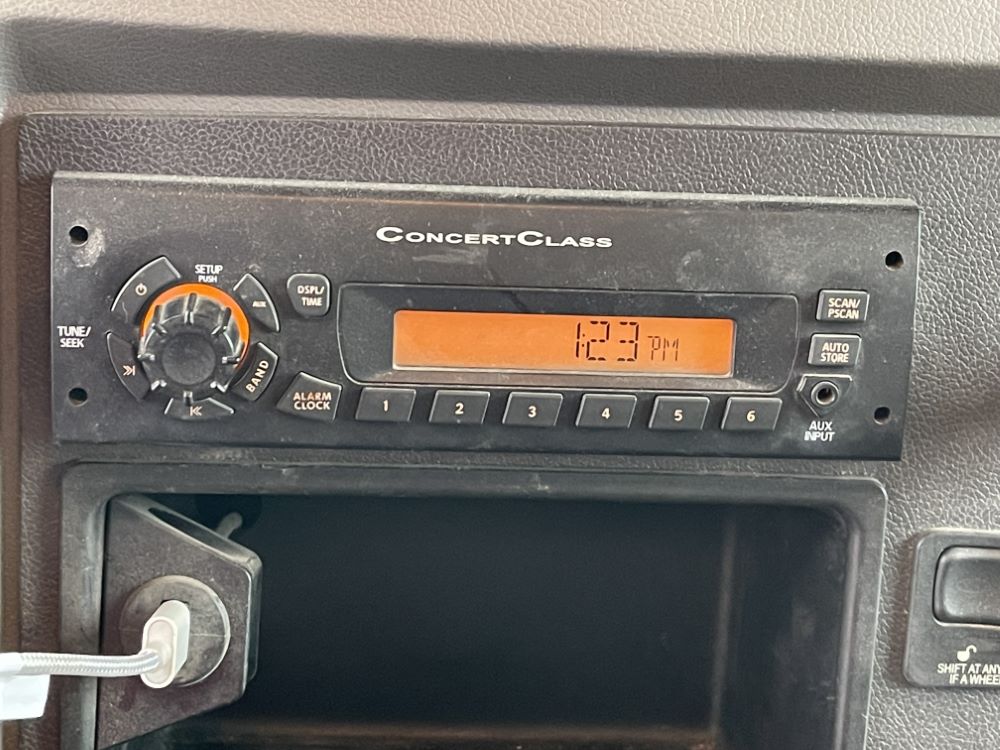 CONCERTCLASS
SETUP
PUSH
AUX
DSPL/
TIME
TUNE/
SEEK
BAND
ALARM
CLOCK
1:23 PM
SCAN/
PSCAN
AUTO
STORE
1 2 3 4 5 6
AUX
INPUT
SHIFT AT ANY
IF A WHEE